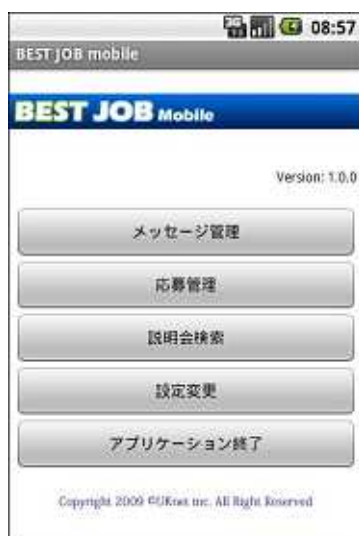 08:57
BEST JOB mobile
BEST JOB Mobile
Version: 1.0.0
メッセージ管理
応募管理
説明会検索
設定変更
アプリケーション終了
Copyright 2009 ©UKnet inc. All Right Reserved